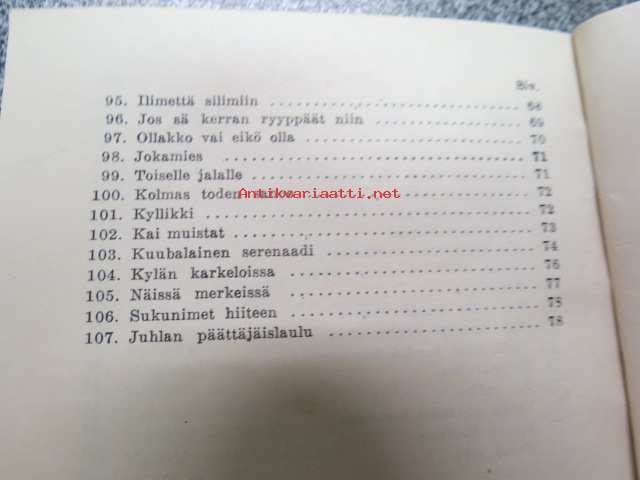 Siv.
95. Ilimettä silimiin 68
96. Jos sä kerran ryyppäät niin 69
97. Ollakko vai eikö olla 70
98. Jokamies 71
99. Toiselle jalalle 71
100. Kolmas toden 72
Antikvariaatti.net
101. Kyllikki 72
102. Kai muistat 73
103. Kuubalainen serenaadi 74
104. Kylän karkeloissa 76
105. Näissä merkeissä 77
106. Sukunimet hiiteen 78
107. Juhlan päättäjäislaulu 78